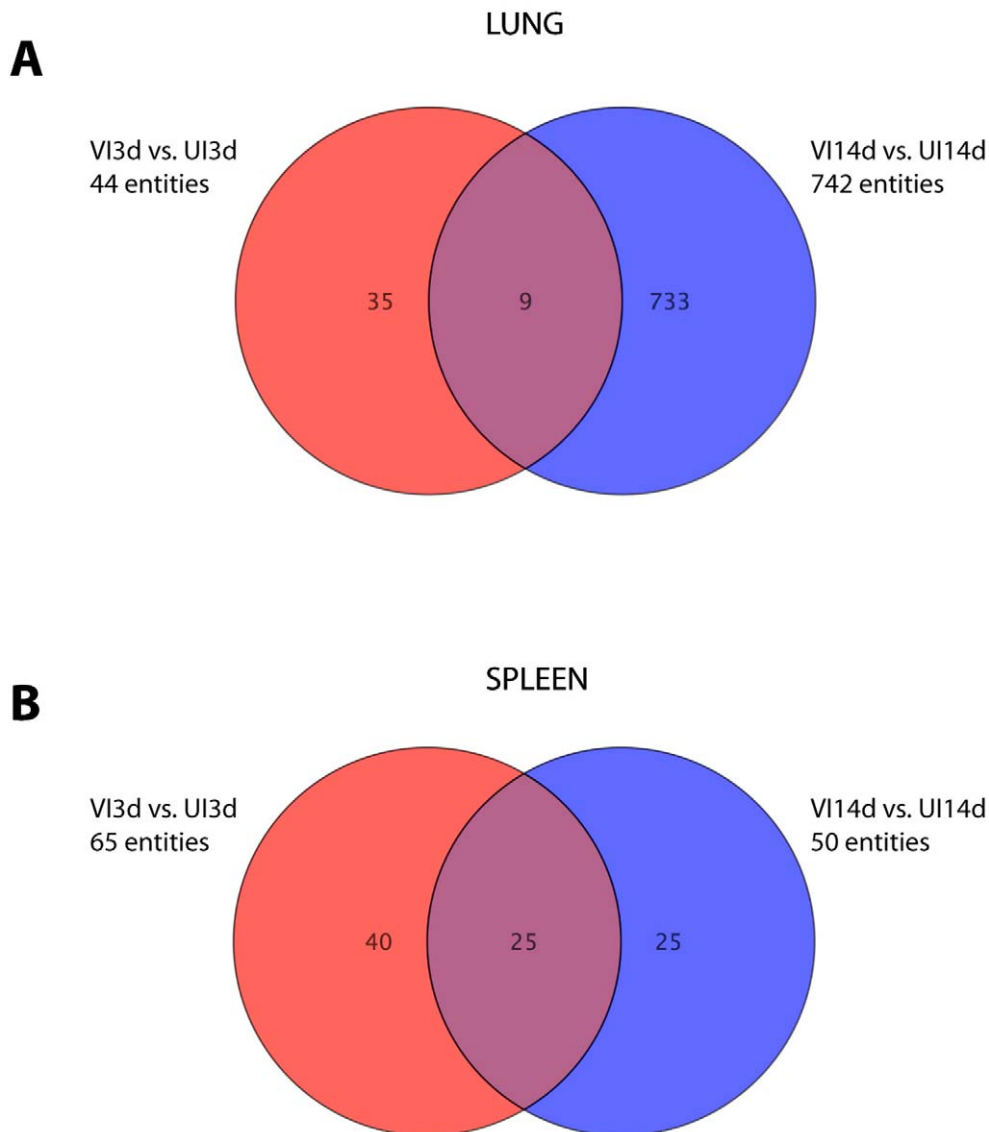 LUNG
A
VI3d vs. UI3d
44 entities
VI14d vs. UI14d
742 entities
35
9
733
SPLEEN
B
VI3d vs. UI3d
65 entities
VI14d vs. UI14d
50 entities
40
25
25